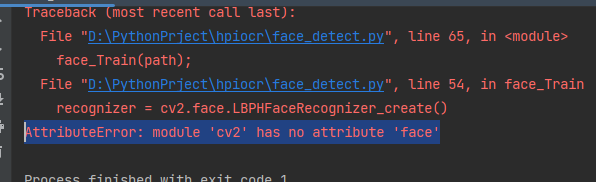 Traceback (most recent call last):
File "D:\PythonPrject\hpiocr\face_detect.py", line 65, in <module>
face_Train(path);
File "D:\PythonPrject\hpiocr\face_detect.py", line 54, in face_Train
recognizer = cv2.face.LBPHFaceRecognizer_create()
AttributeError: module 'cv2' has no attribute 'face'
Process finished with exit code 1